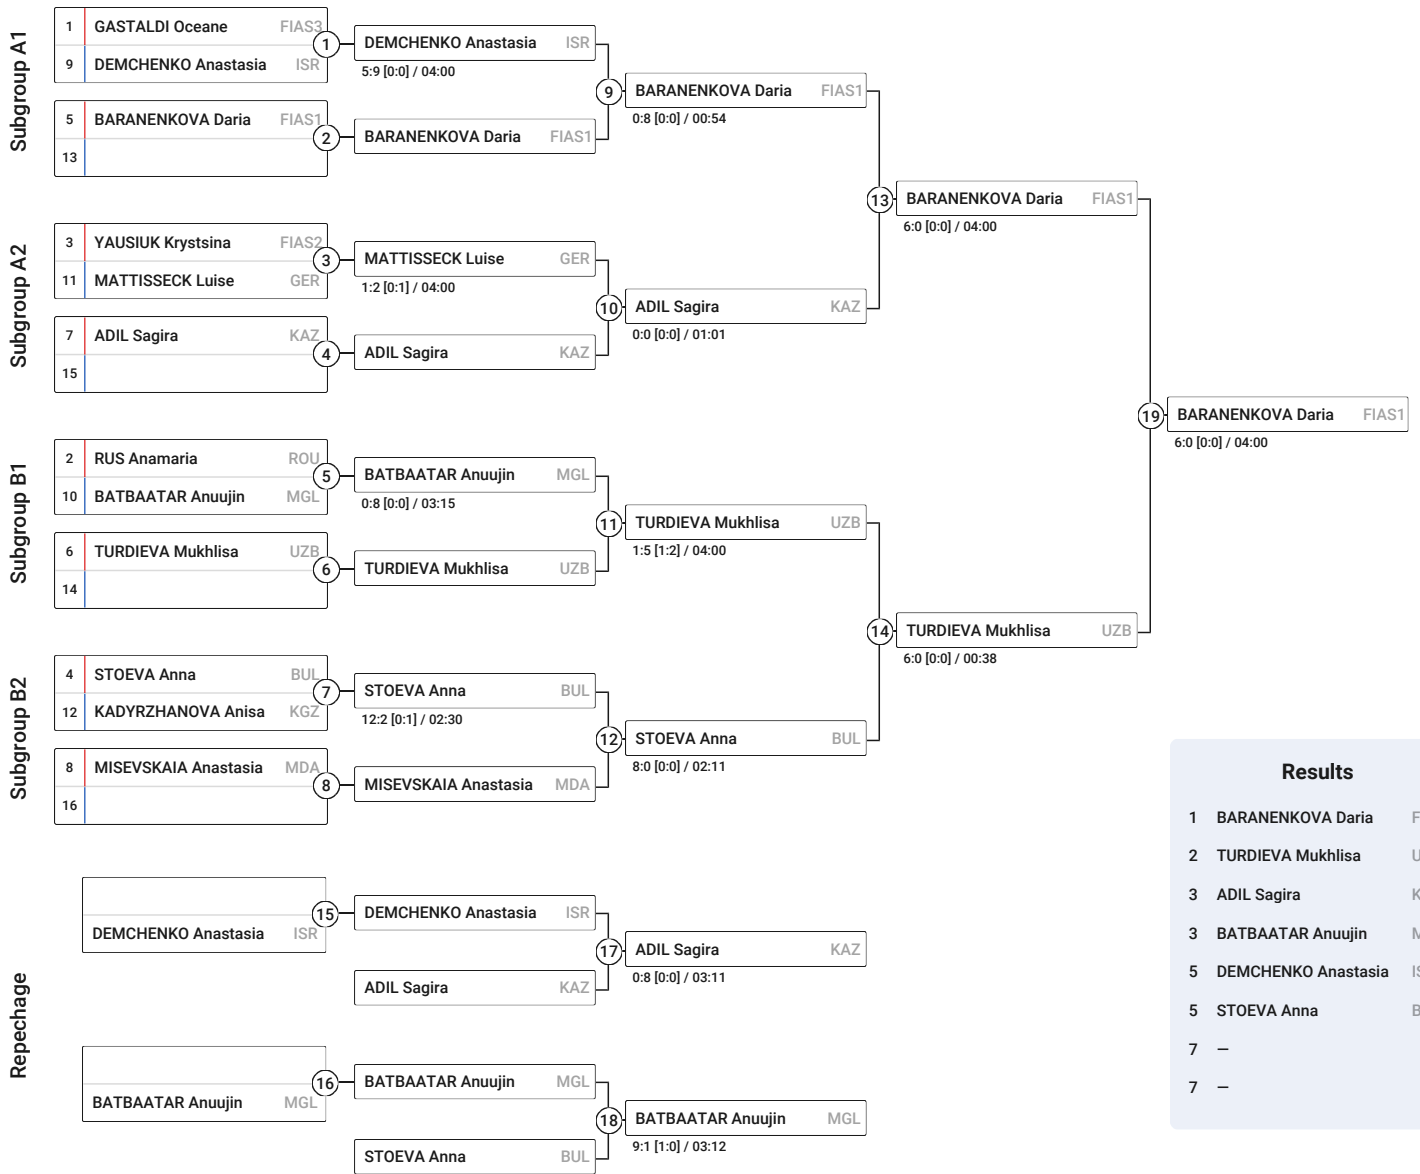 Subgroup A1
1 GASTALDI Oceane FIAS3
9 DEMCHENKO Anastasia ISR
1
DEMCHENKO Anastasia ISR
5:9 [0:0] / 04:00
5 BARANENKOVA Daria FIAS1
13
2
BARANENKOVA Daria FIAS1
9
BARANENKOVA Daria FIAS1
0:8 [0:0] / 00:54
Subgroup A2
3 YAUSIUK Krystsina FIAS2
11 MATTISSECK Luise GER
3
MATTISSECK Luise GER
1:2 [0:1] / 04:00
7 ADIL Sagira KAZ
15
4
ADIL Sagira KAZ
10
ADIL Sagira KAZ
0:0 [0:0] / 01:01
13
BARANENKOVA Daria FIAS1
6:0 [0:0] / 04:00
Subgroup B1
2 RUS Anamaria ROU
10 BATBAATAR Anuujin MGL
5
BATBAATAR Anuujin MGL
0:8 [0:0] / 03:15
6 TURDIEVA Mukhlisa UZB
14
6
TURDIEVA Mukhlisa UZB
11
TURDIEVA Mukhlisa UZB
1:5 [1:2] / 04:00
Subgroup B2
4 STOEVA Anna BUL
12 KADYRZHANOVA Anisa KGZ
7
STOEVA Anna BUL
12:2 [0:1] / 02:30
8 MISEVSKAIA Anastasia MDA
16
8
MISEVSKAIA Anastasia MDA
12
STOEVA Anna BUL
8:0 [0:0] / 02:11
14
TURDIEVA Mukhlisa UZB
6:0 [0:0] / 00:38
19
BARANENKOVA Daria FIAS1
6:0 [0:0] / 04:00
Repechage
DEMCHENKO Anastasia ISR
15
DEMCHENKO Anastasia ISR
ADIL Sagira KAZ
17
ADIL Sagira KAZ
0:8 [0:0] / 03:11
BATBAATAR Anuujin MGL
16
BATBAATAR Anuujin MGL
STOEVA Anna BUL
18
BATBAATAR Anuujin MGL
9:1 [1:0] / 03:12
Results
1 BARANENKOVA Daria
2 TURDIEVA Mukhlisa
3 ADIL Sagira
3 BATBAATAR Anuujin
5 DEMCHENKO Anastasia
5 STOEVA Anna
7 –
7 –